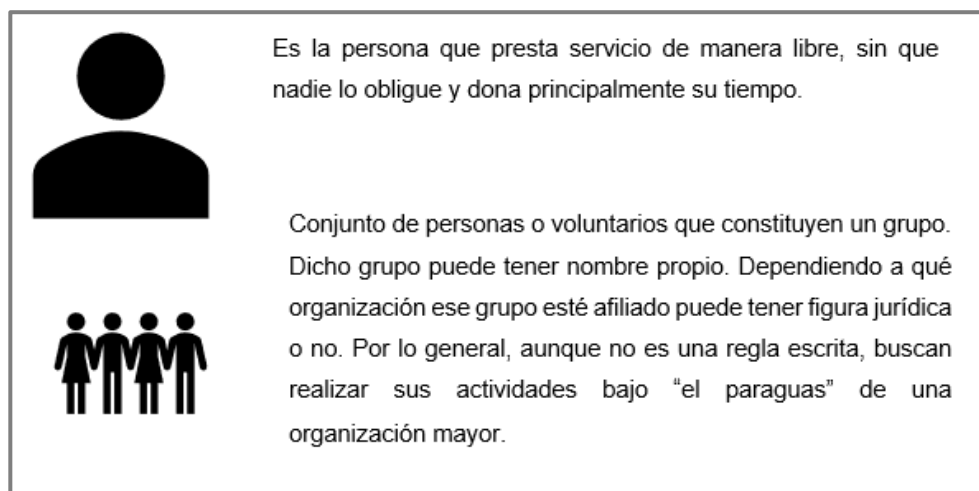 Es la persona que presta servicio de manera libre, sin que
nadie lo obligue y dona principalmente su tiempo.
Conjunto de personas o voluntarios que constituyen un grupo.
Dicho grupo puede tener nombre propio. Dependiendo a qué
organización ese grupo esté afiliado puede tener figura jurídica
o no. Por lo general, aunque no es una regla escrita, buscan
realizar sus actividades bajo “el paraguas” de una
organización mayor.